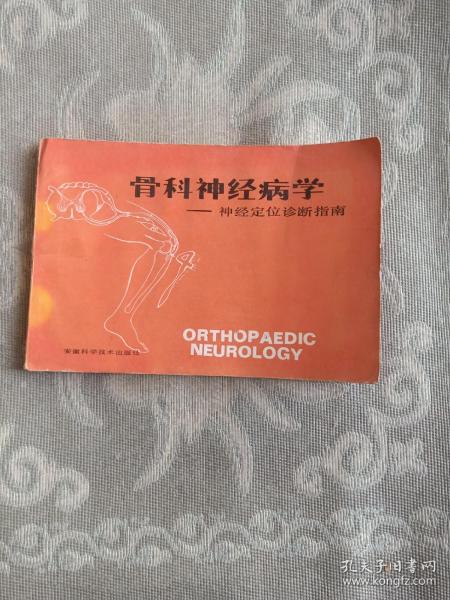 骨科神经病学
——神经定位诊断指南
ORTHOPAEDIC
NEUROLOGY
安徽科学技术出版社
孔夫子旧书网
www.kongfz.com